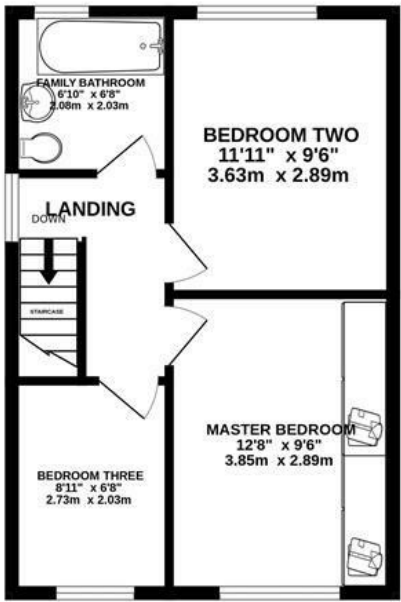 FAMILY BATHROOM
6'10" x 6'8"
2.08m x 2.03m
BEDROOM TWO
11'11" x 9'6"
3.63m x 2.89m
LANDING
DOWN
STAIRCASE
MASTER BEDROOM
12'8" x 9'6"
3.85m x 2.89m
BEDROOM THREE
8'11" x 6'8"
2.73m x 2.03m